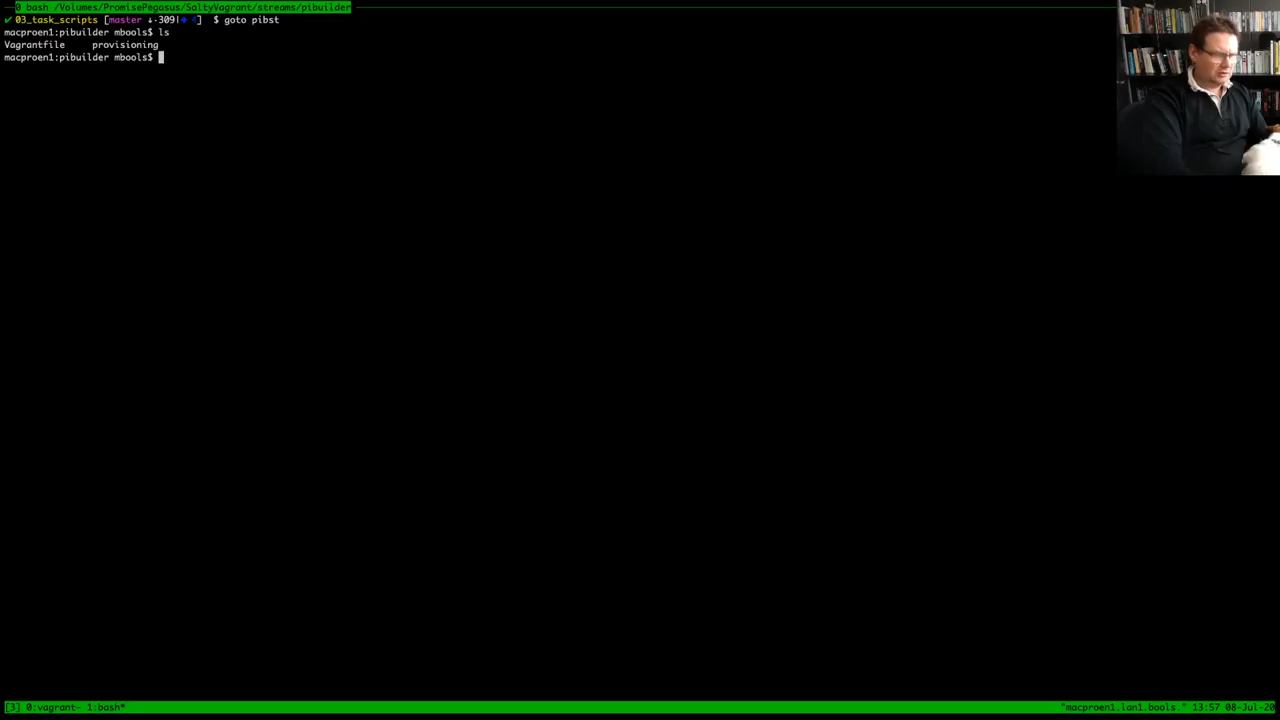 0 bash /Volumes/PromisePegasus/SaltyVagrant/streams/pibuilder
✔ 03_task_scripts [master ↓-309|✚ ] $ goto pibst
macproen1:pibuilder mbools$ ls
Vagrantfile provisioning
macproen1:pibuilder mbools$
[3] 0:vagrant- 1:bash* "macproen1.lan1.bools." 13:57 08-Jul-20